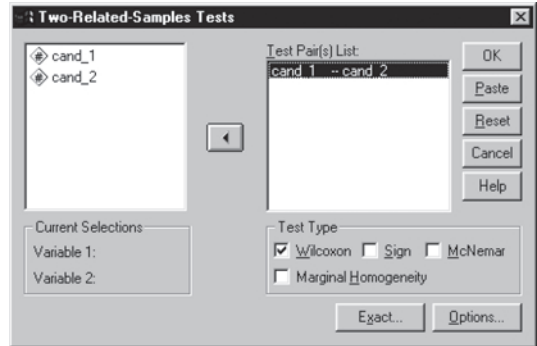 Two-Related-Samples Tests
cand_1
cand_2
Test Pair(s) List:
cand_1 -- cand_2
OK
Paste
Reset
Cancel
Help
Current Selections
Variable 1:
Variable 2:
Test Type
Wilcoxon Sign McNemar
Marginal Homogeneity
Exact... Options...